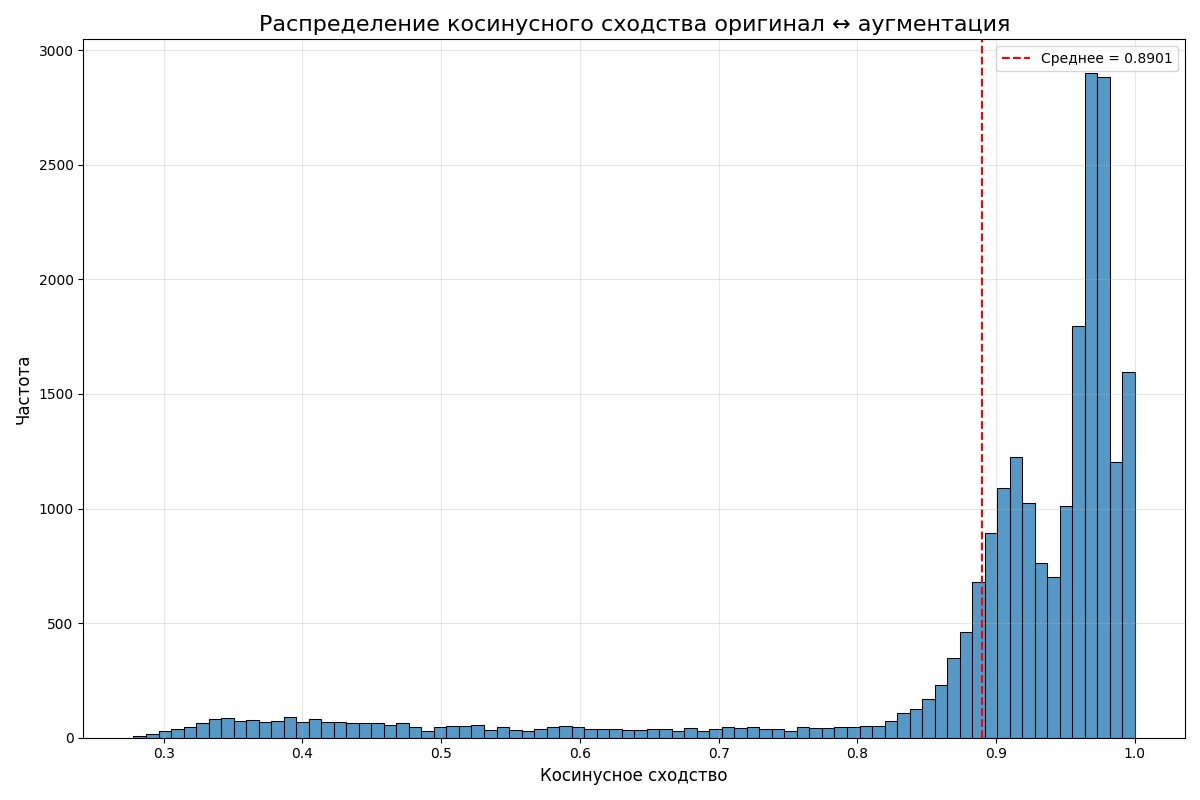 Распределение косинусного сходства оригинал ↔ аугментация
Среднее = 0.8901
Частота
3000
2500
2000
1500
1000
500
0
0.3 0.4 0.5 0.6 0.7 0.8 0.9 1.0
Косинусное сходство